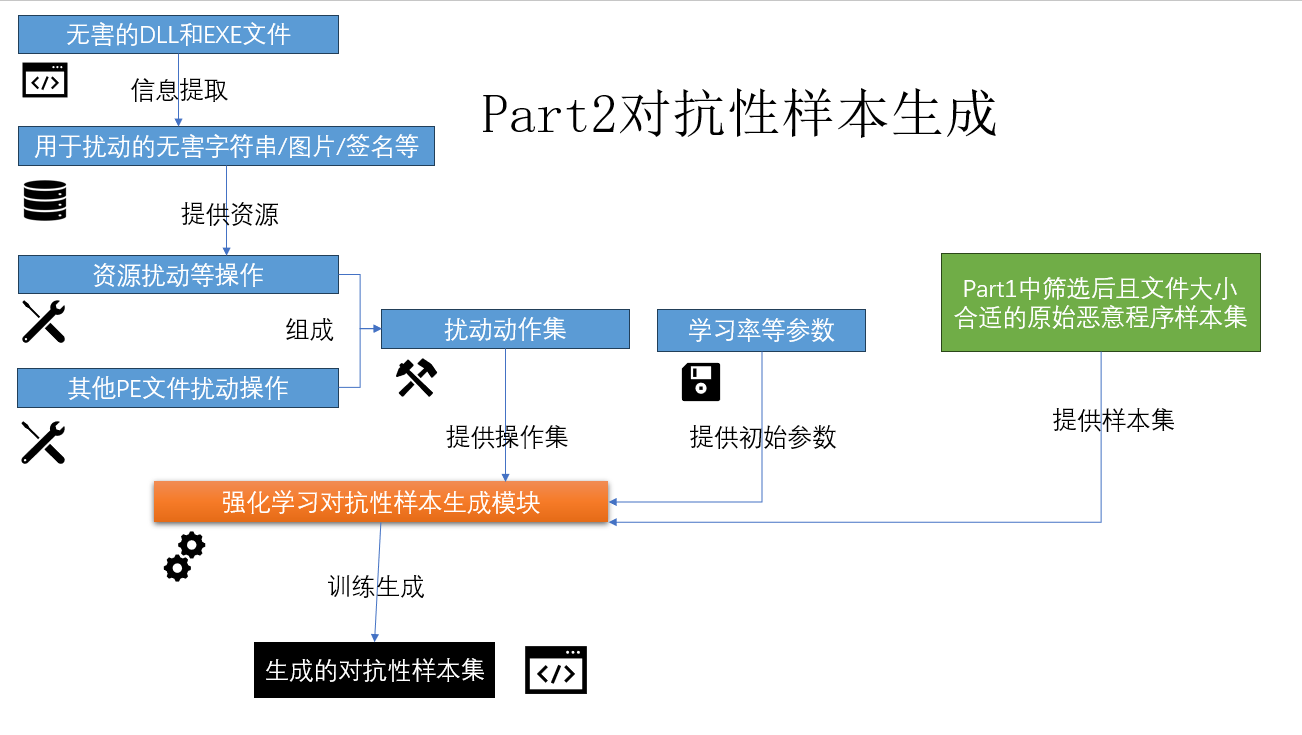 无害的DLL和EXE文件
信息提取
Part2对抗性样本生成
用于扰动的无害字符串/图片/签名等
提供资源
资源扰动等操作
组成
扰动动作集
学习率等参数
Part1中筛选后且文件大小
合适的原始恶意程序样本集
其他PE文件扰动操作
提供操作集
提供初始参数
提供样本集
强化学习对抗性样本生成模块
训练生成
生成的对抗性样本集